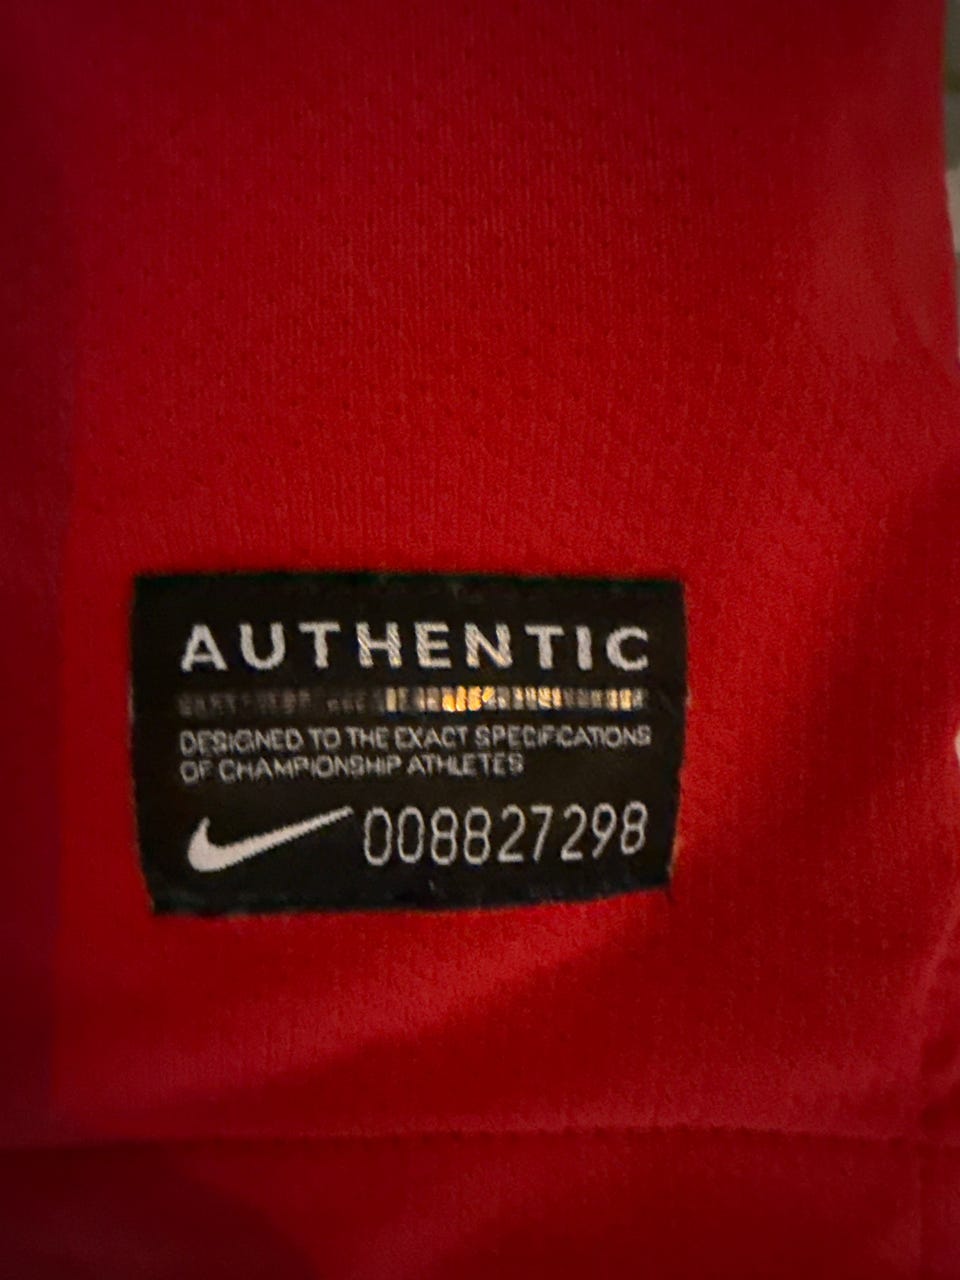 AUTHENTIC
DESIGNED TO THE EXACT SPECIFICATIONS
OF CHAMPIONSHIP ATHLETES
008827298